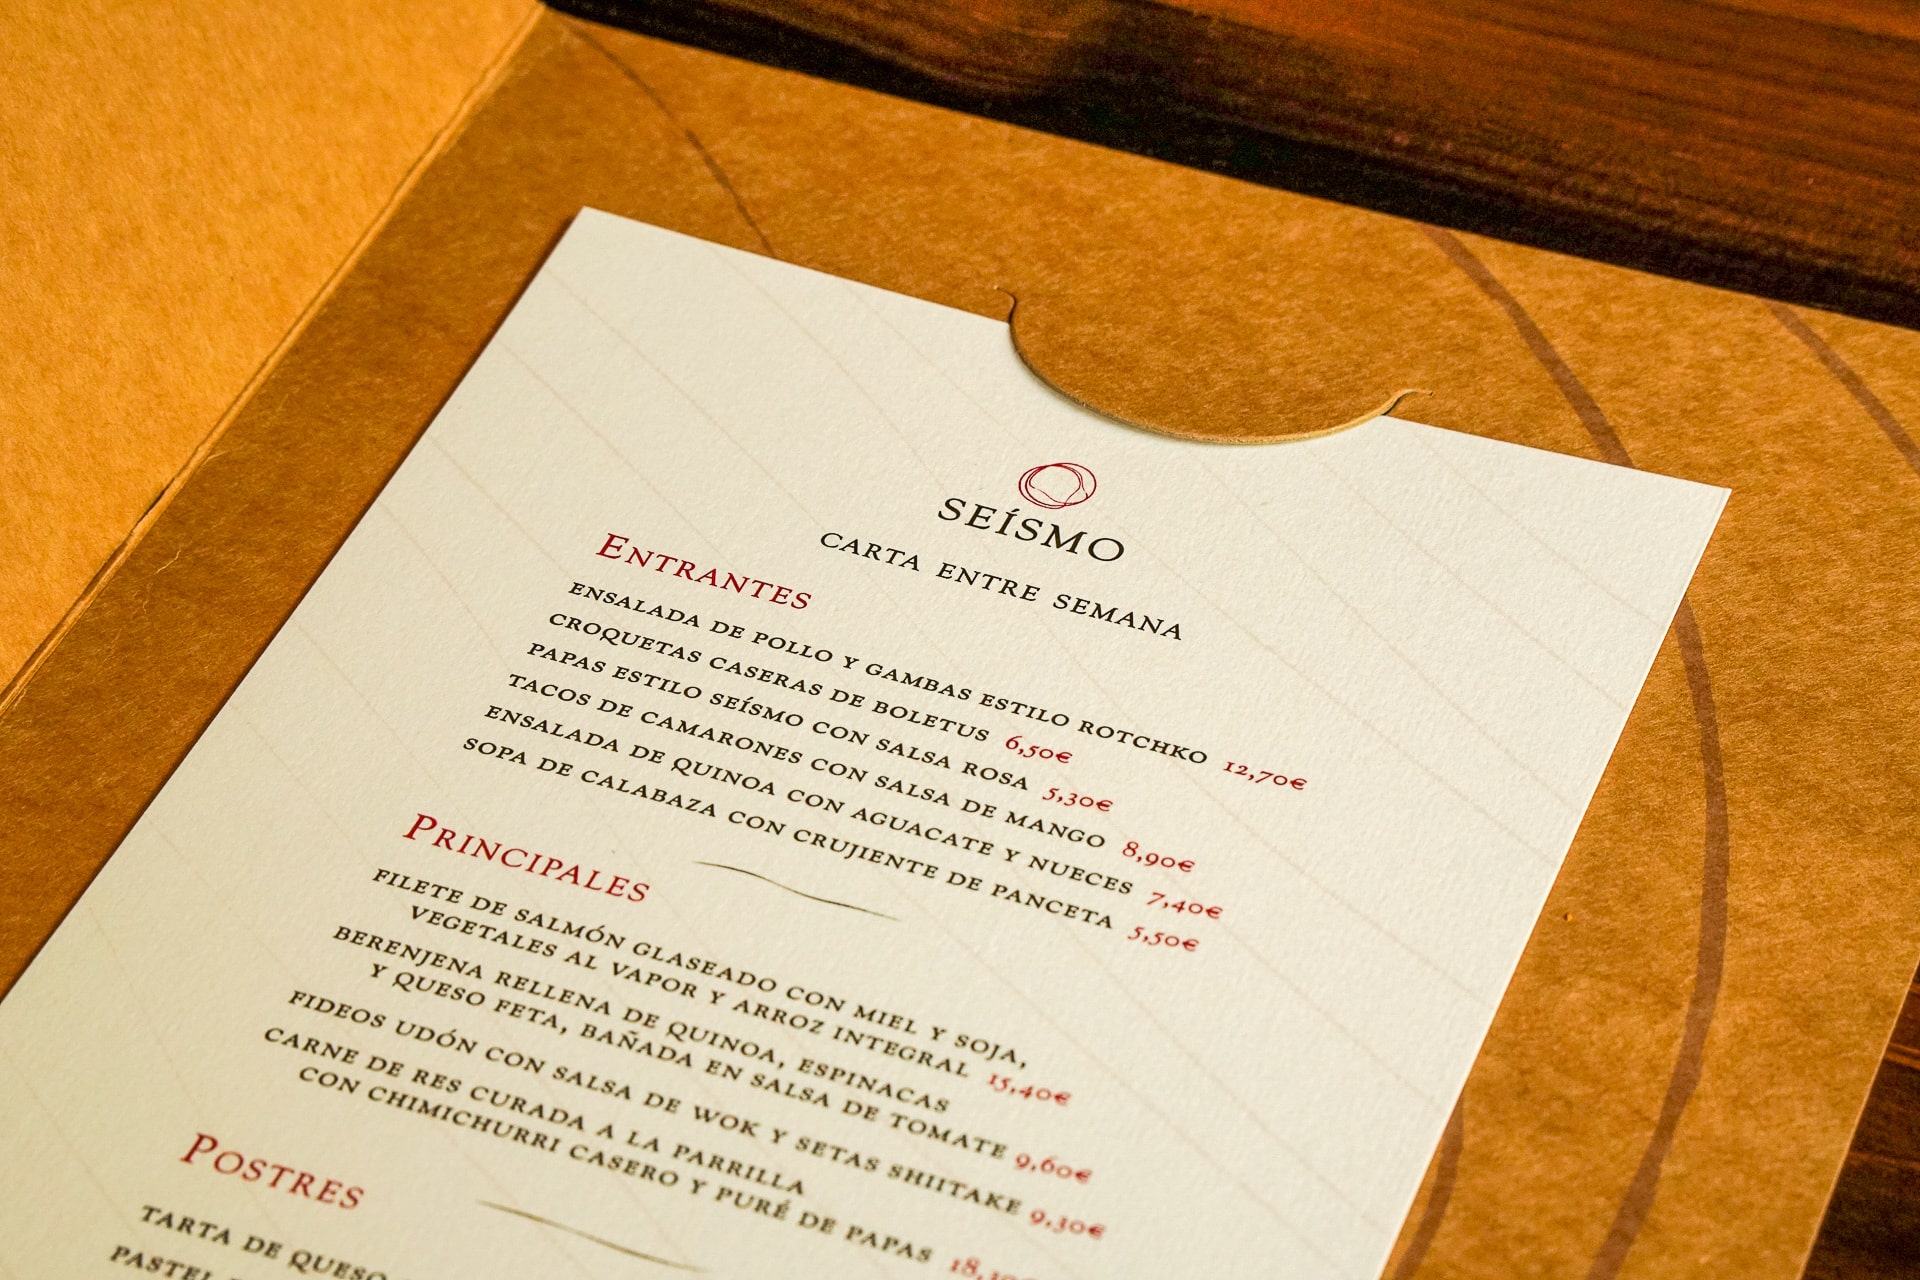 SEÍSMO
CARTA ENTRE SEMANA
ENTRANTES
ENSALADA DE POLLO Y GAMBAS ESTILO ROTCHKO 12,70€
CROQUETAS CASERAS DE BOLETUS 6,50€
PAPAS ESTILO SEÍSMO CON SALSA ROSA 5,30€
TACOS DE CAMARONES CON SALSA DE MANGO 8,90€
ENSALADA DE QUINOA CON AGUACATE Y NUECES 7,40€
SOPA DE CALABAZA CON CRUJIENTE DE PANCETA 5,50€
PRINCIPALES
FILETE DE SALMÓN GLASEADO CON MIEL Y SOJA,
VEGETALES AL VAPOR Y ARROZ INTEGRAL 15,40€
BERENJENA RELLENA DE QUINOA, ESPINACAS
Y QUESO FETA, BAÑADA EN SALSA DE TOMATE 9,60€
FIDEOS UDÓN CON SALSA DE WOK Y SETAS SHIITAKE 9,30€
CARNE DE RES CURADA A LA PARRILLA
CON CHIMICHURRI CASERO Y PURÉ DE PAPAS
POSTRES
TARTA DE QUESO
PASTEL